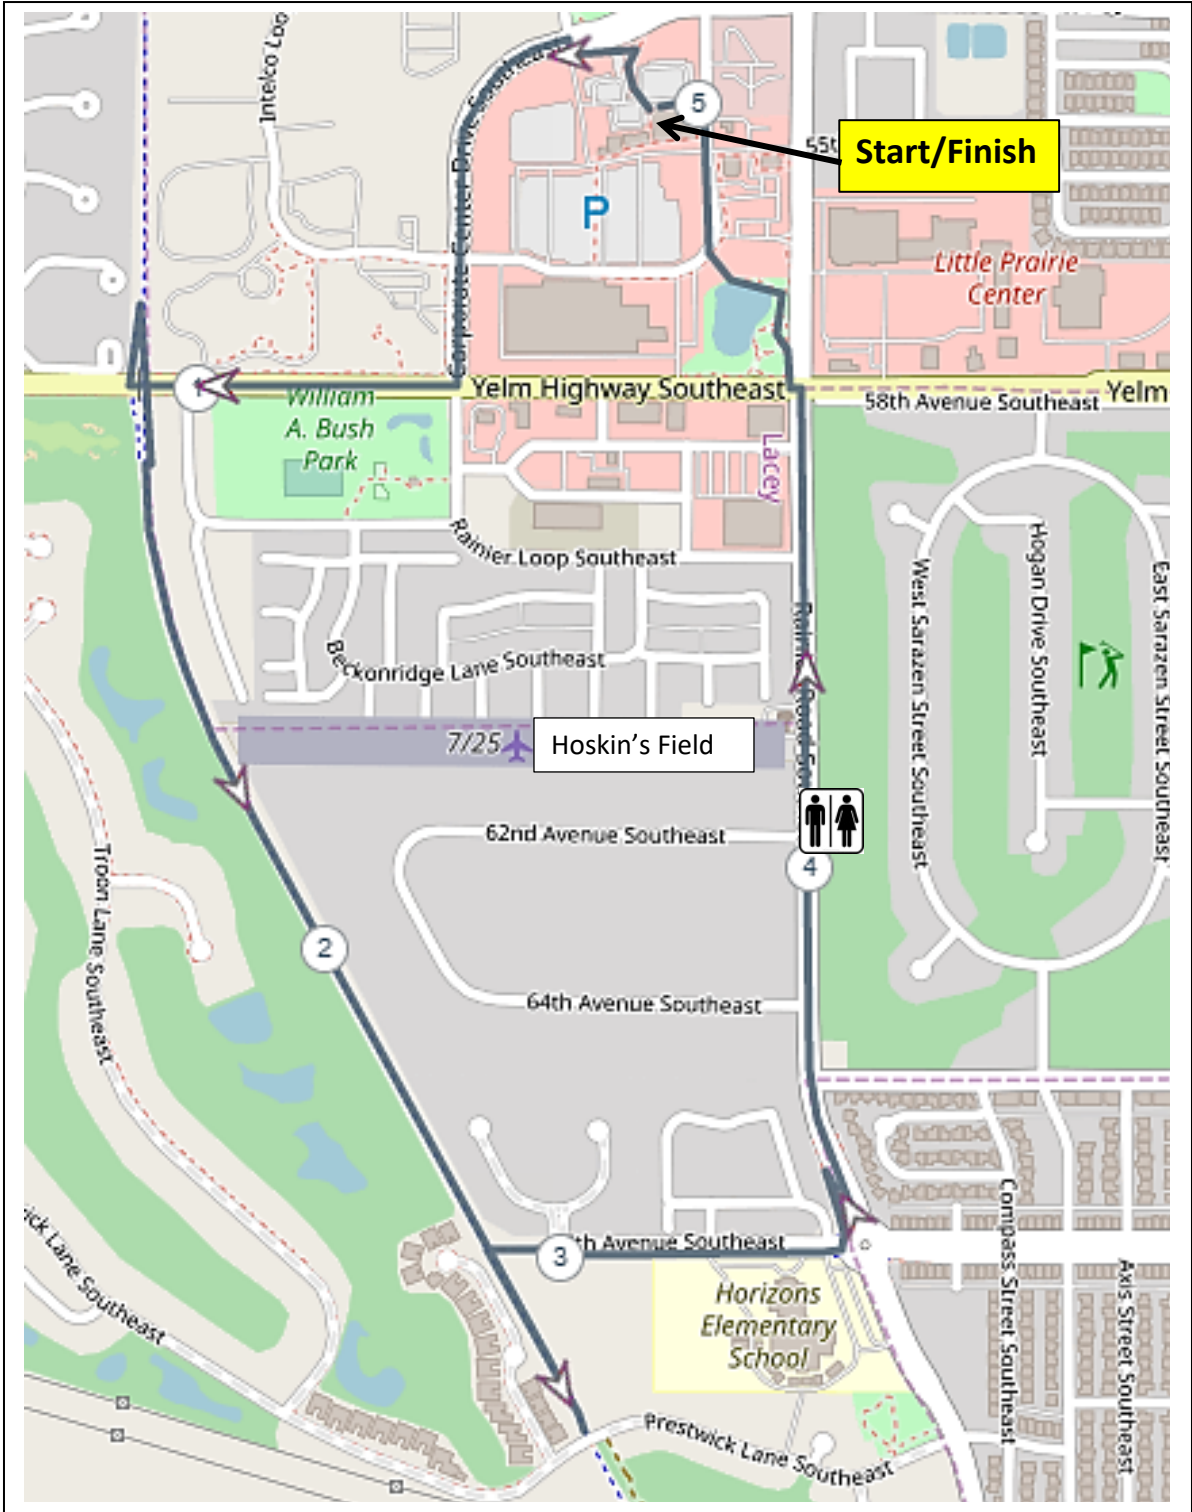 Intelco Loop
5
55t
Start/Finish
P
Corporate Center Drive Southeast
Little Prairie
Center
1
Yelm Highway Southeast
Yelm
58th Avenue Southeast
William
A. Bush
Park
Lacey
Rainier Loop Southeast
Hogan Drive Southeast
West Sarazen Street Southeast
East Sarazen Street Southeast
Beckonridge Lane Southeast
7/25
Hoskin's Field
62nd Avenue Southeast
4
Troon Lane Southeast
2
64th Avenue Southeast
3
th Avenue Southeast
Compass Street Southeast
Axis Street Southeast
ick Lane Southeast
Horizons
Elementary
School
Prestwick Lane Southeast